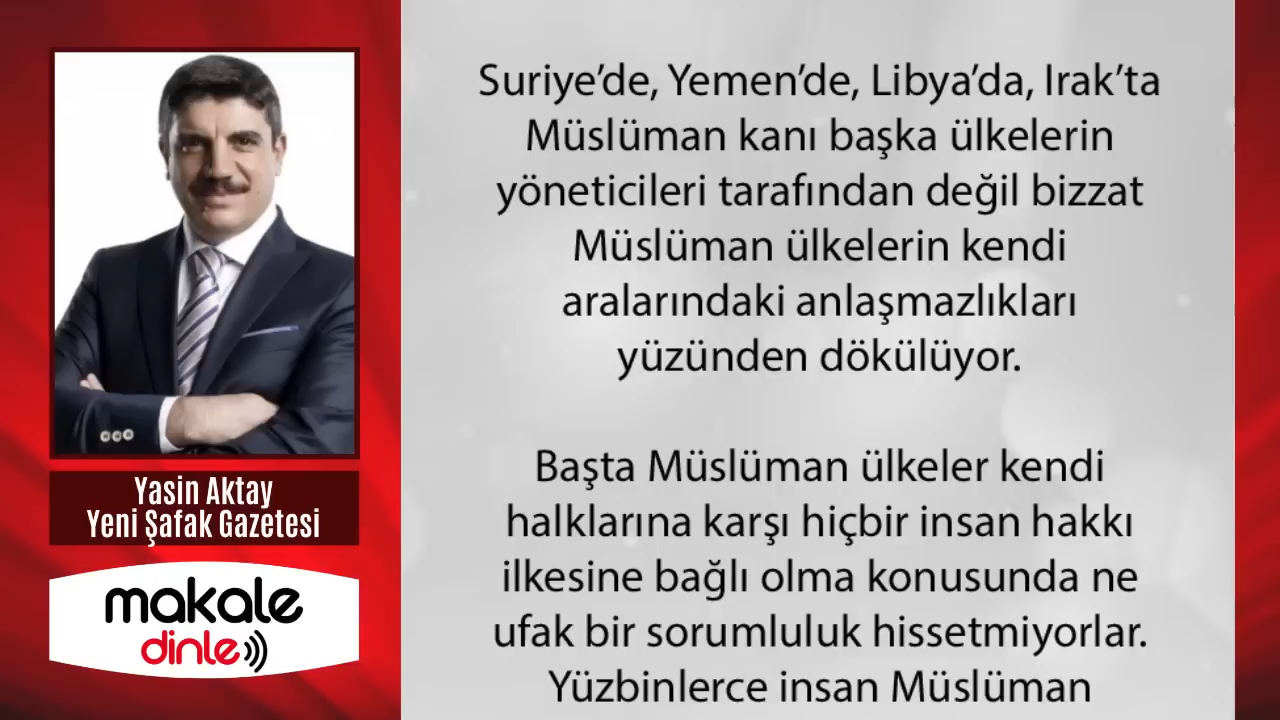 Yasin Aktay
Yeni Şafak Gazetesi
makale
dinle
Suriye’de, Yemen’de, Libya’da, Irak’ta
Müslüman kanı başka ülkelerin
yöneticileri tarafından değil bizzat
Müslüman ülkelerin kendi
aralarındaki anlaşmazlıkları
yüzünden dökülüyor.
Başta Müslüman ülkeler kendi
halklarına karşı hiçbir insan hakkı
ilkesine bağlı olma konusunda ne
ufak bir sorumluluk hissetmiyorlar.
Yüzbinlerce insan Müslüman